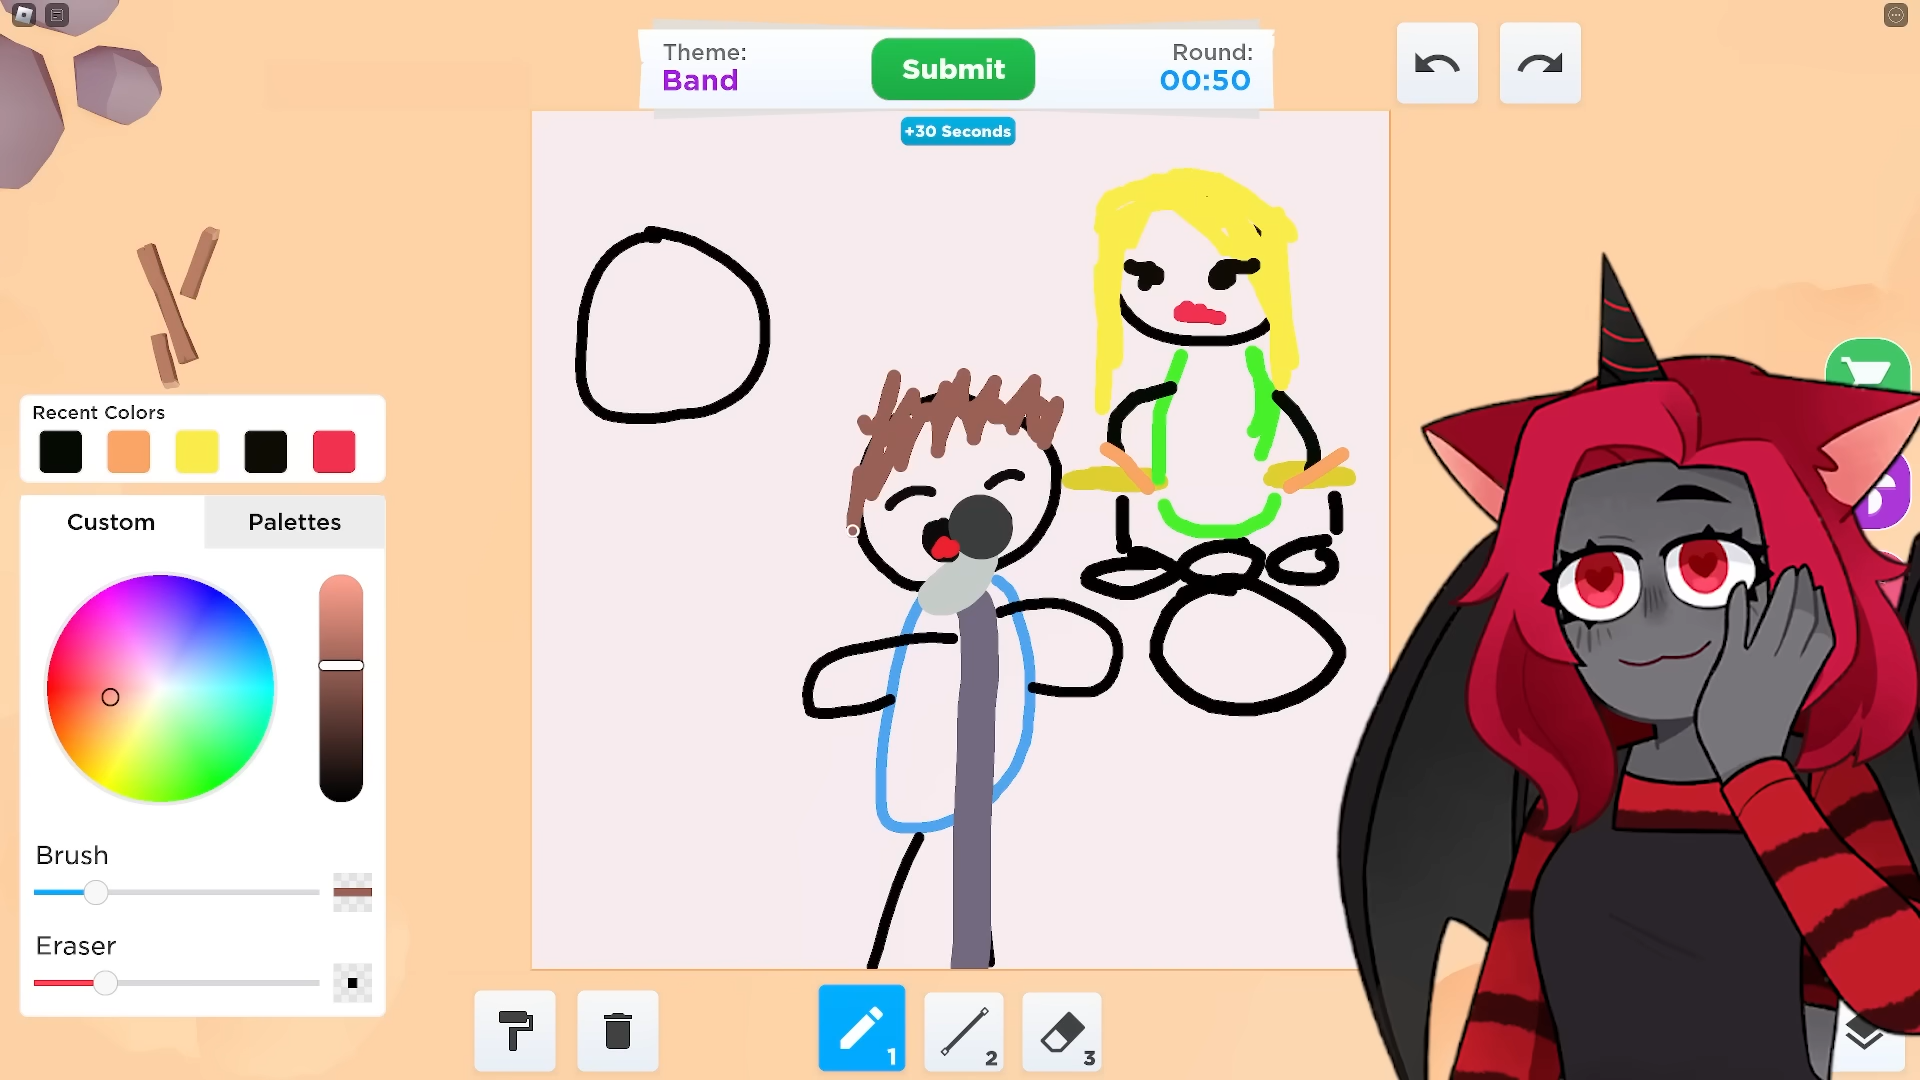 Theme:
Band
Submit
Round:
00:50
+30 Seconds
Recent Colors
Custom
Palettes
Brush
Eraser
1
2
3